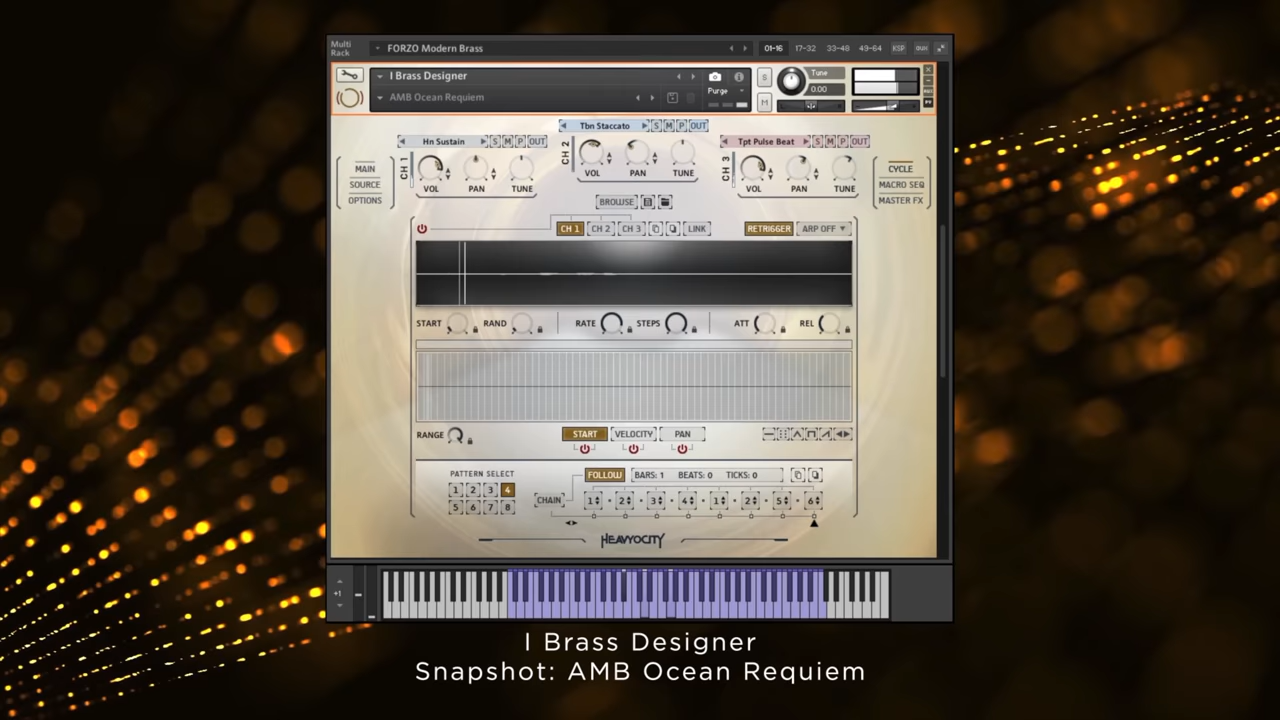 Multi
Rack
FORZO Modern Brass
01-16 17-32 33-48 49-64 KSP
I Brass Designer
AMB Ocean Requiem
Purge
S
M
Tune
0.00
Hn Sustain S M P OUT
Tbn Staccato S M P OUT
Tpt Pulse Beat S M P OUT
CH 1
VOL PAN TUNE
CH 2
VOL PAN TUNE
CH 3
VOL PAN TUNE
MAIN
SOURCE
OPTIONS
CYCLE
MACRO SEQ
MASTER FX
BROWSE
CH 1 CH 2 CH 3 LINK
RETRIGGER ARP OFF
START RAND RATE STEPS ATT REL
RANGE START VELOCITY PAN
PATTERN SELECT
1 2 3 4
5 6 7 8
FOLLOW BARS: 1 BEATS: 0 TICKS: 0
CHAIN 1 2 3 4 1 2 5 6
HEAVYOCITY
+1
I Brass Designer
Snapshot: AMB Ocean Requiem